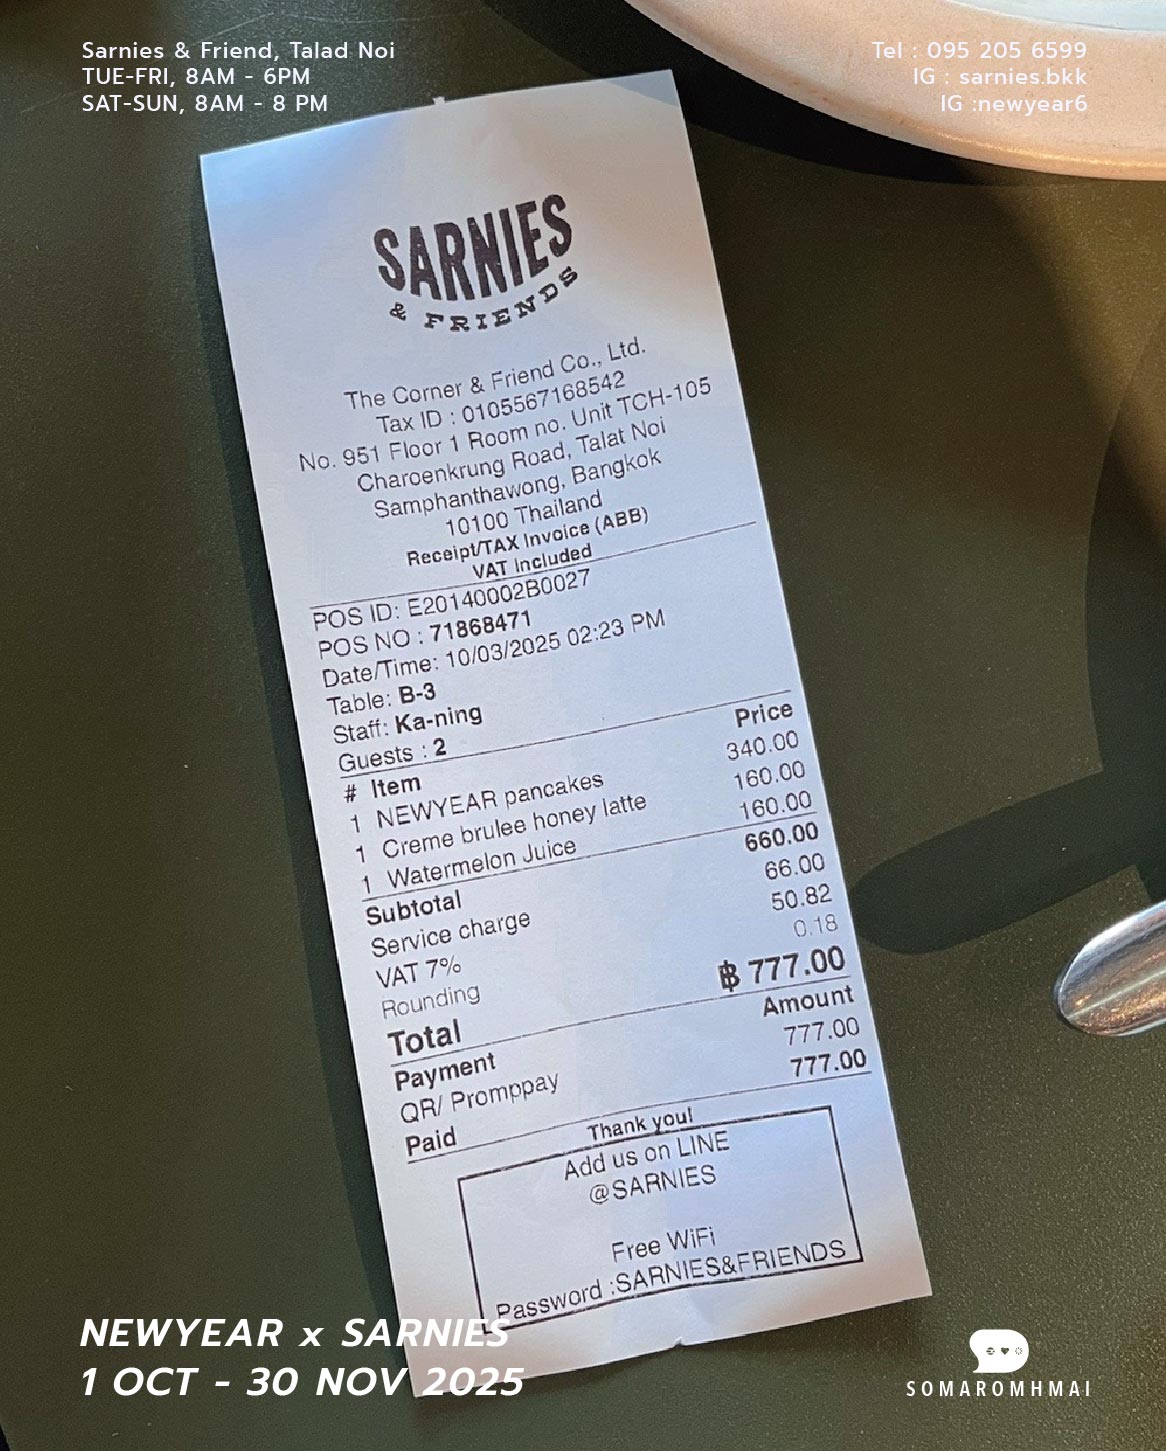 Sarnies & Friend, Talad Noi
TUE-FRI, 8AM - 6PM
SAT-SUN, 8AM - 8 PM
Tel : 095 205 6599
IG : sarnies.bkk
IG :newyear6
SARNIES
& FRIENDS
The Corner & Friend Co., Ltd.
Tax ID : 0105567168542
No. 951 Floor 1 Room no. Unit TCH-105
Charoenkrung Road, Talat Noi
Samphanthawong, Bangkok
10100 Thailand
Receipt/TAX Invoice (ABB)
VAT Included
POS ID: E20140002B0027
POS NO : 71868471
Date/Time: 10/03/2025 02:23 PM
Table: B-3
Staff: Ka-ning
Guests : 2
# Item Price
1 NEWYEAR pancakes 340.00
1 Creme brulee honey latte 160.00
1 Watermelon Juice 160.00
Subtotal 660.00
Service charge 66.00
VAT 7% 50.82
Rounding 0.18
Total ฿ 777.00
Payment Amount
QR/ Promppay 777.00
Paid 777.00
Thank you!
Add us on LINE
@SARNIES
Free WiFi
Password :SARNIES&FRIENDS
NEWYEAR x SARNIES
1 OCT - 30 NOV 2025
SOMAROMHMAI